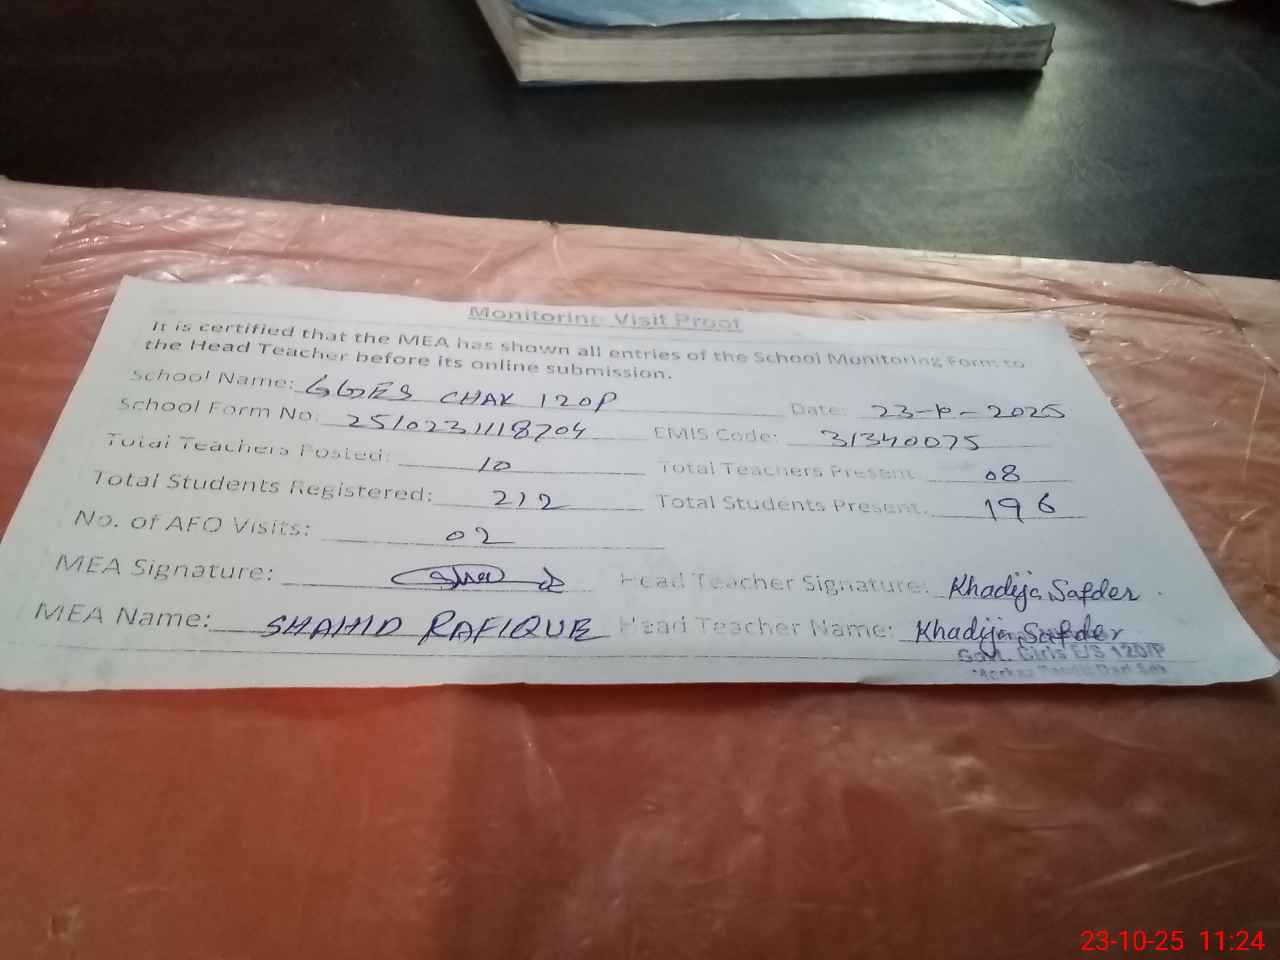 Monitoring Visit Proof
It is certified that the MEA has shown all entries of the School Monitoring Form to
the Head Teacher before its online submission.
School Name: GGES CHAK 120P Date: 23-10-2025
School Form No. 2510231118704 EMIS Code: 31340075
Total Teachers Posted: 10 Total Teachers Present. 08
Total Students Registered: 212 Total Students Present. 196
No. of AFO Visits: 02
MEA Signature: Head Teacher Signature: Khadija Safder
MEA Name: SHAHID RAFIQUE Head Teacher Name: Khadija Safder
Govt. Girls E/S 120/P
23-10-25 11:24